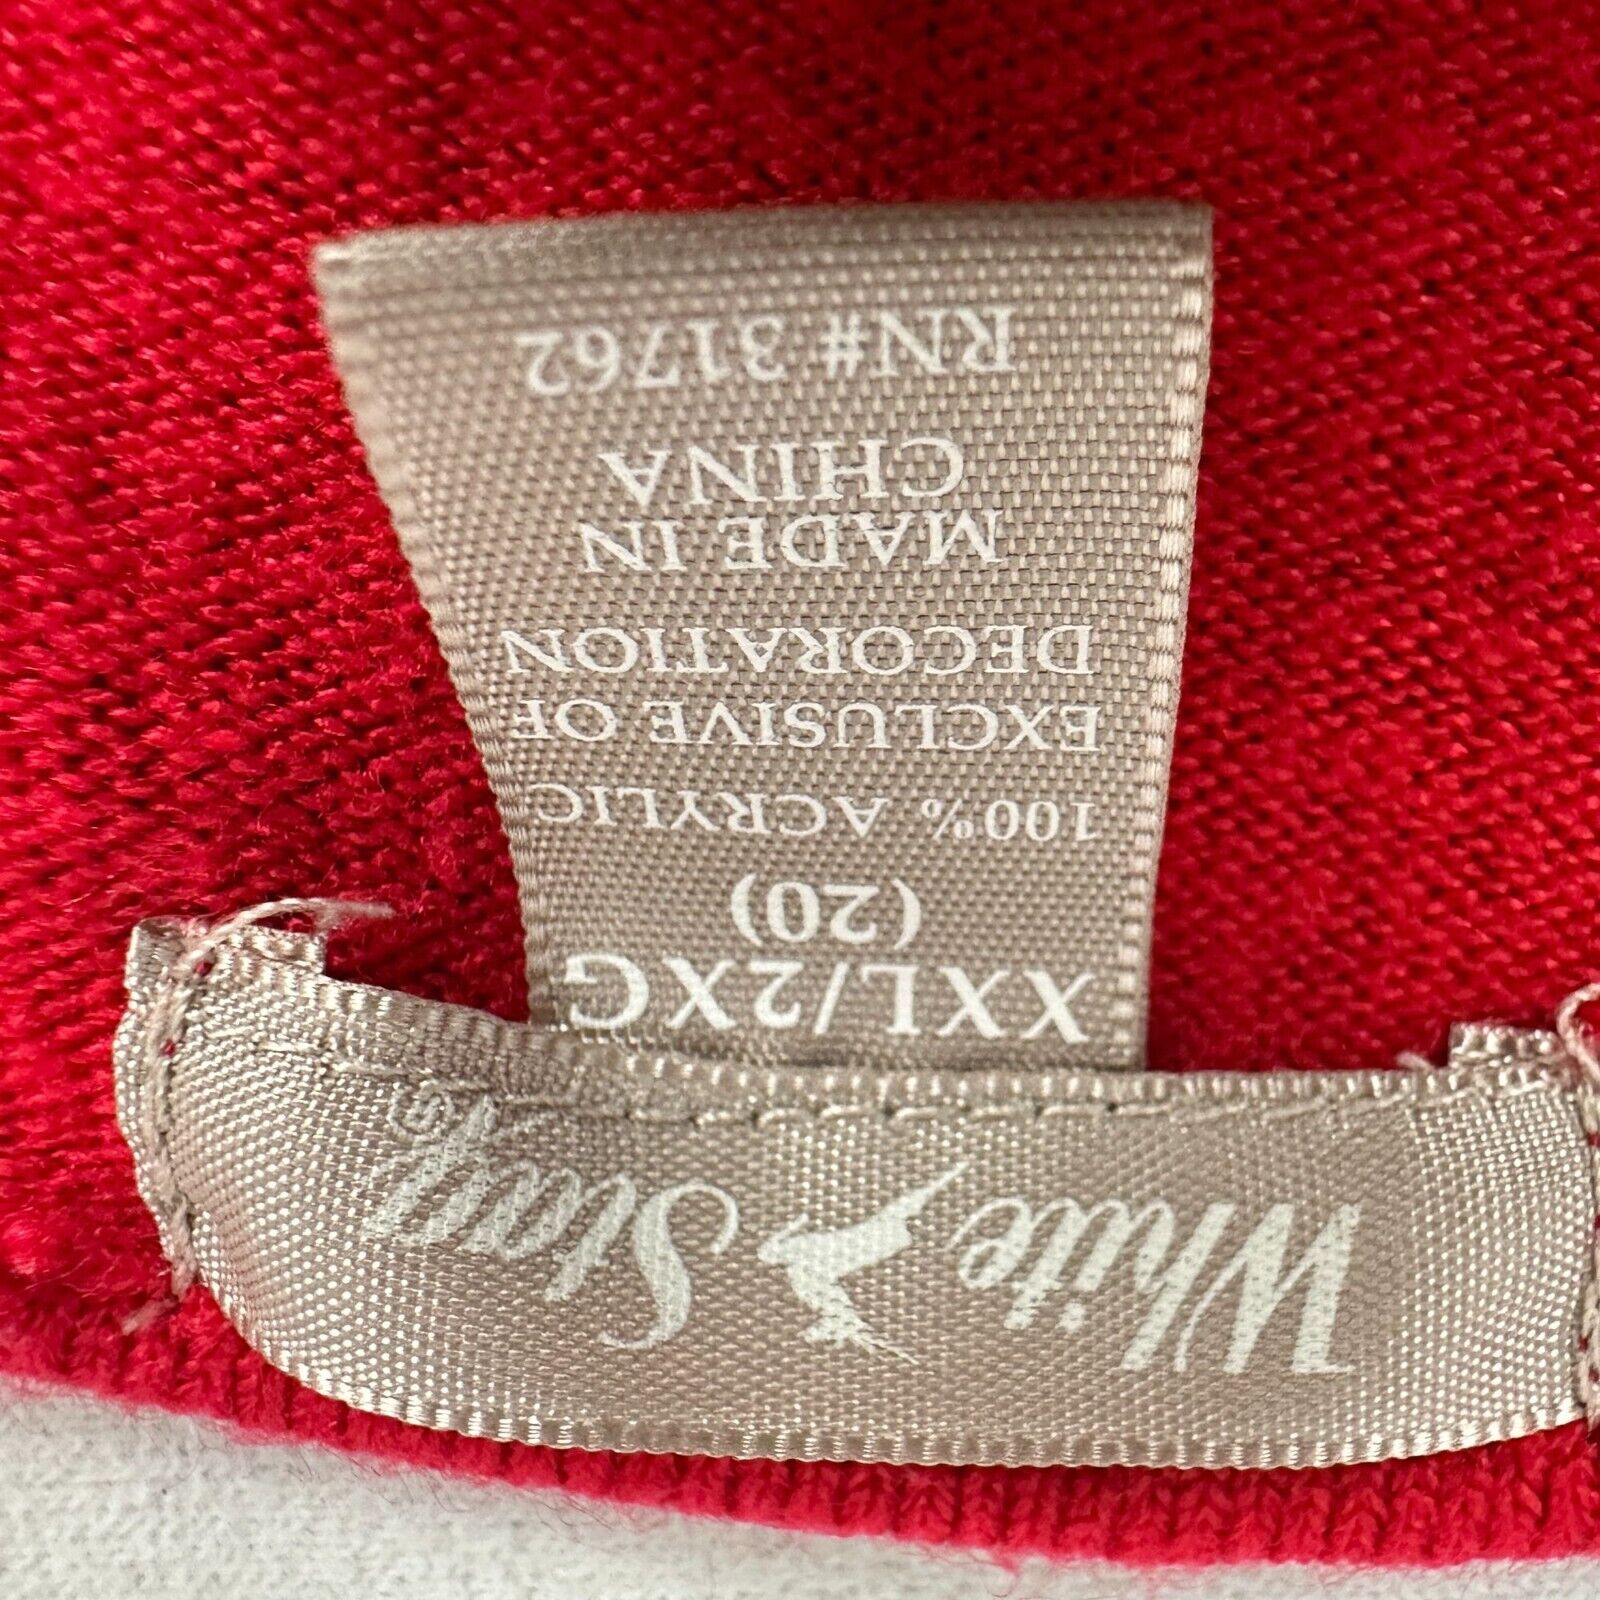 White Stag®
XXL/2XG
(20)
100% ACRYLIC
EXCLUSIVE OF
DECORATION
MADE IN
CHINA
RN# 31762